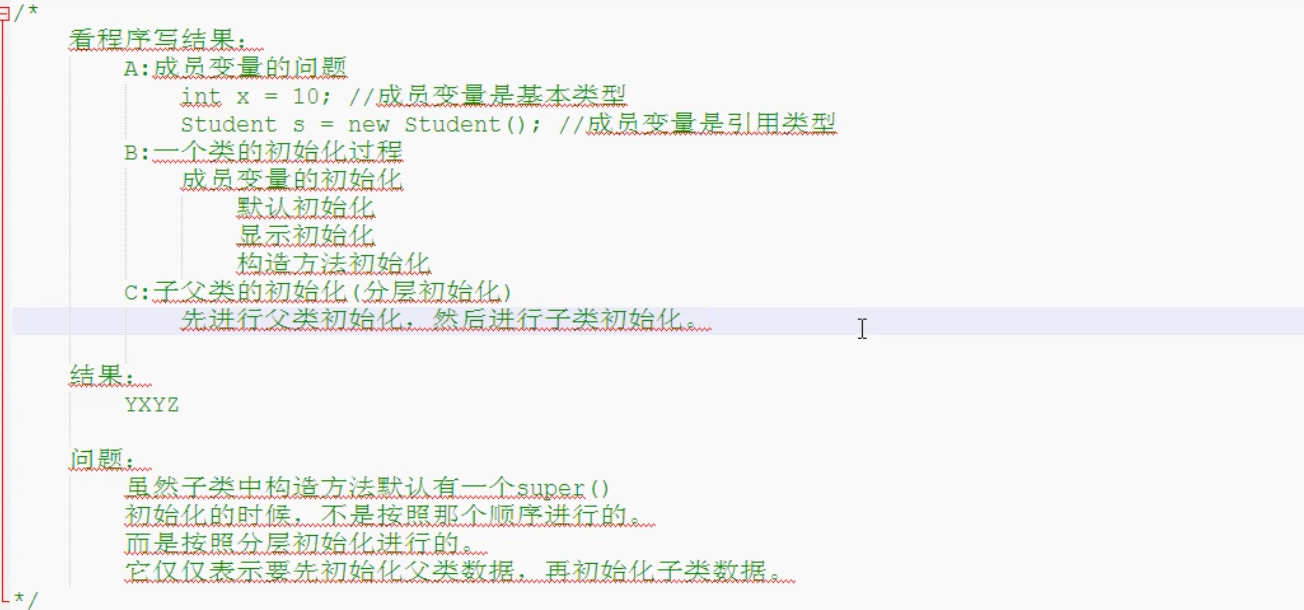 /*
看程序写结果：
A:成员变量的问题
int x = 10; //成员变量是基本类型
Student s = new Student(); //成员变量是引用类型
B:一个类的初始化过程
成员变量的初始化
默认初始化
显示初始化
构造方法初始化
C:子父类的初始化(分层初始化)
先进行父类初始化，然后进行子类初始化。
结果：
YXYZ
问题：
虽然子类中构造方法默认有一个super()
初始化的时候，不是按照那个顺序进行的。
而是按照分层初始化进行的。
它仅仅表示要先初始化父类数据，再初始化子类数据。
*/